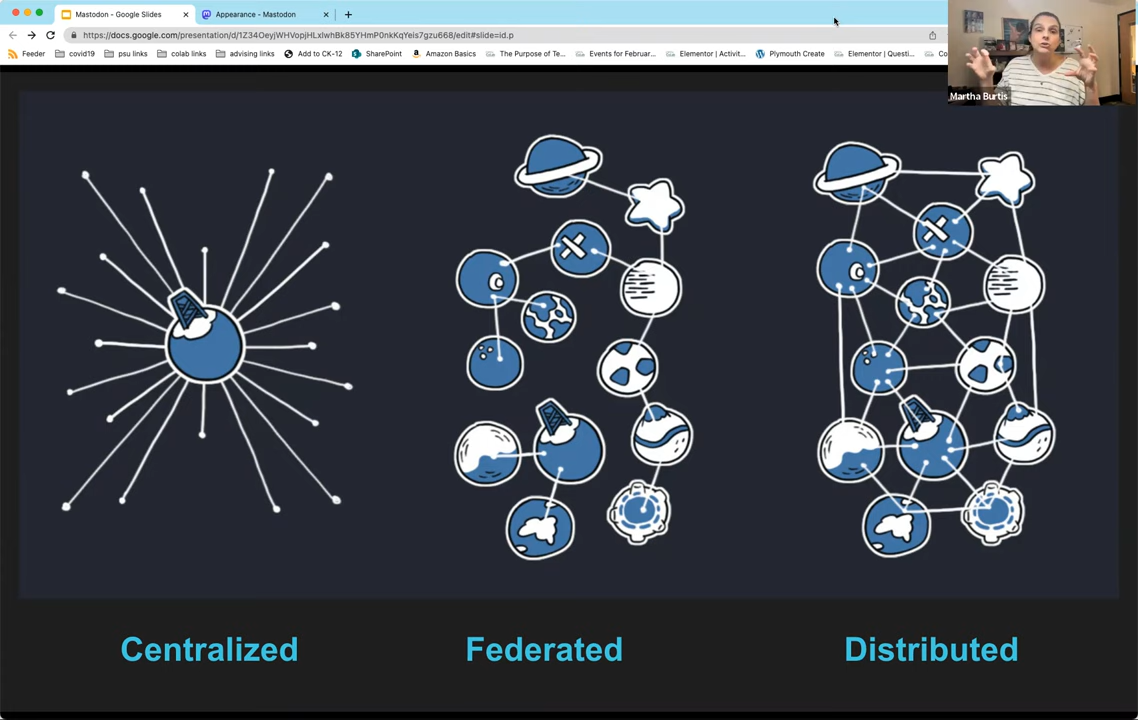 Mastodon - Google Slides
Appearance - Mastodon
https://docs.google.com/presentation/d/1Z34OeyjWHVopjHLxlwhBk85YHmP0nkKqYeis7gzu668/edit#slide=id.p
Feeder covid19 psu links colab links advising links Add to CK-12 SharePoint Amazon Basics The Purpose of Te... Events for Februar... Elementor | Activit... Plymouth Create Elementor | Questi... Co
Martha Burtis
Centralized Federated Distributed